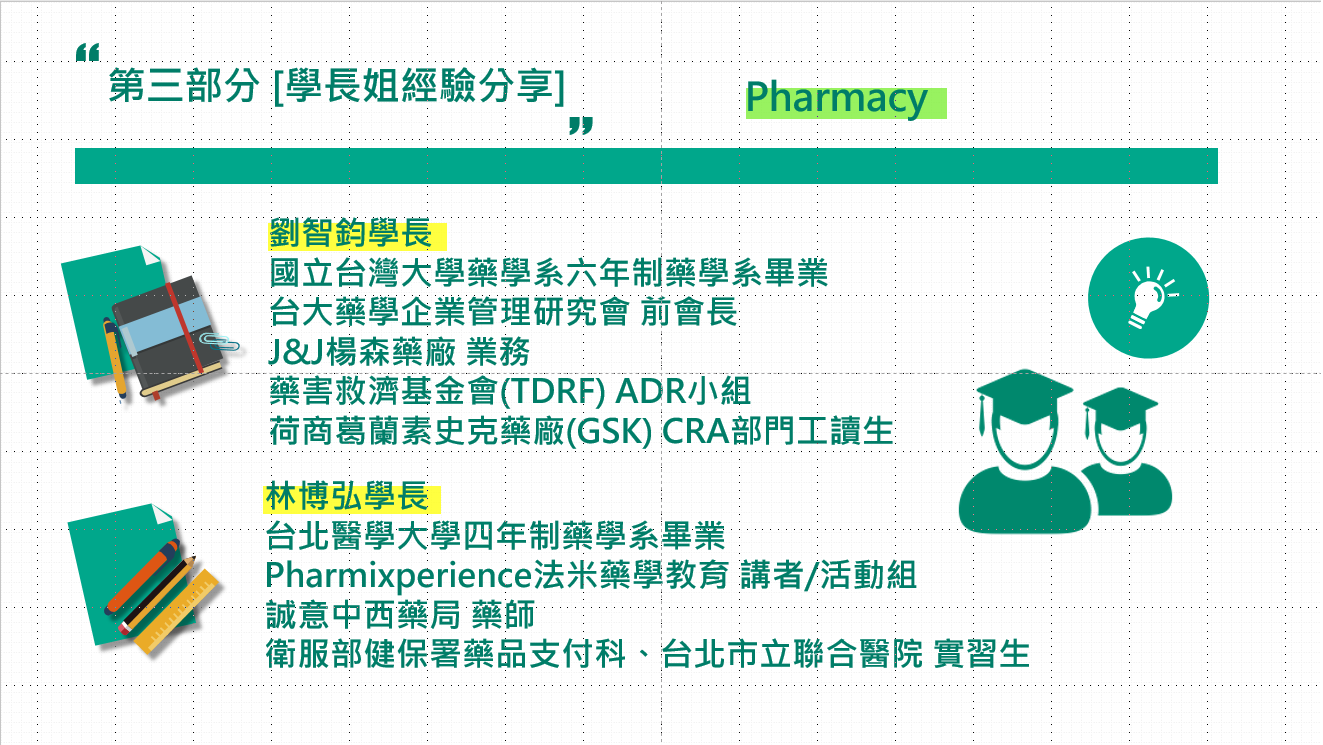 “
第三部分 [學長姐經驗分享]
”
Pharmacy
劉智鈞學長
國立台灣大學藥學系六年制藥學系畢業
台大藥學企業管理研究會 前會長
J&J楊森藥廠 業務
藥害救濟基金會(TDRF) ADR小組
荷商葛蘭素史克藥廠(GSK) CRA部門工讀生
林博弘學長
台北醫學大學四年制藥學系畢業
Pharmixperience法米藥學教育 講者/活動組
誠意中西藥局 藥師
衛服部健保署藥品支付科、台北市立聯合醫院 實習生